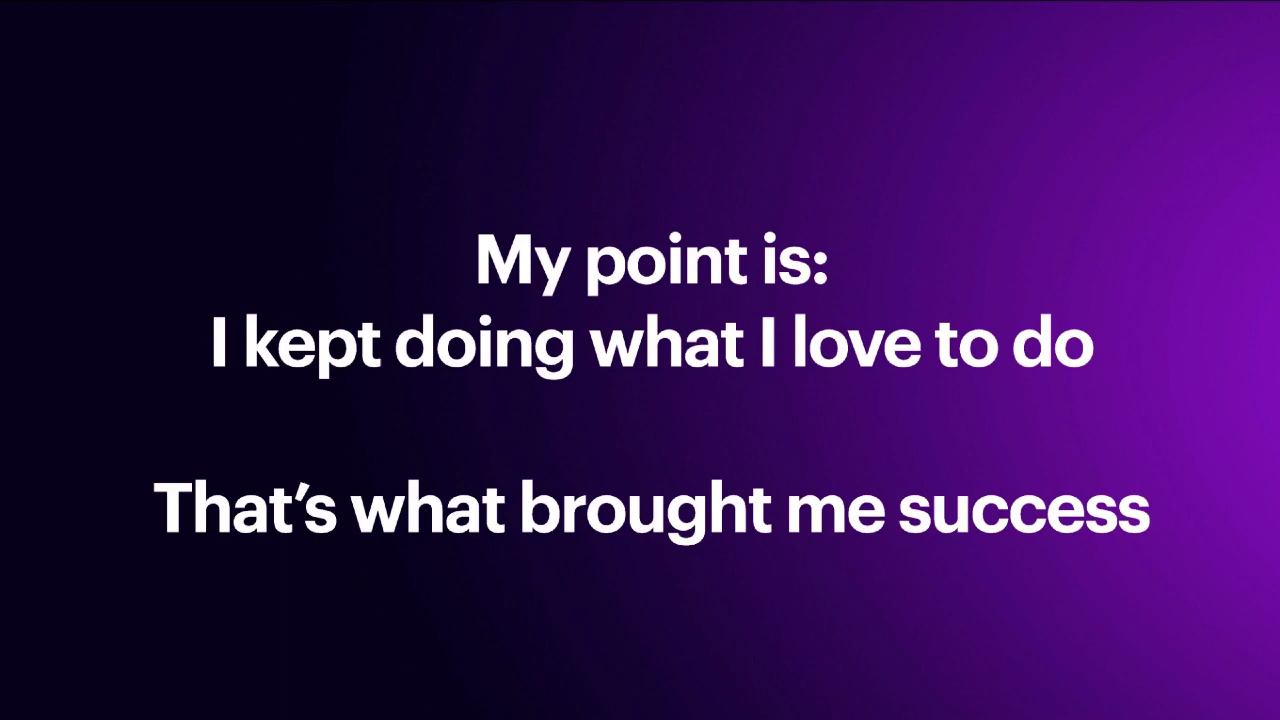 My point is:
I kept doing what I love to do
That’s what brought me success